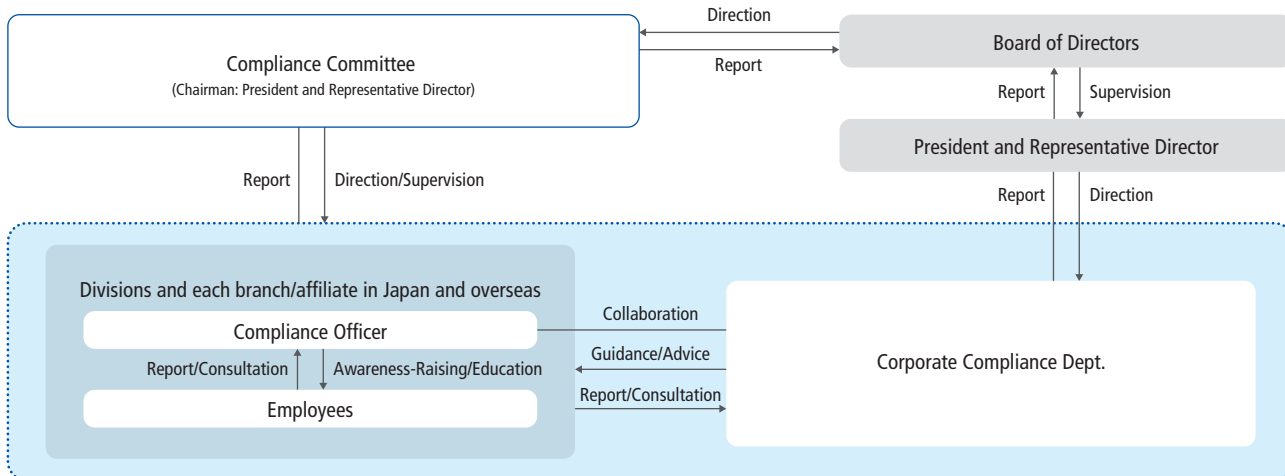 Direction
Compliance Committee
(Chairman: President and Representative Director)
Board of Directors
Report
Report
Supervision
President and Representative Director
Report
Direction/Supervision
Report
Direction
Divisions and each branch/affiliate in Japan and overseas
Compliance Officer
Collaboration
Report/Consultation
Awareness-Raising/Education
Guidance/Advice
Corporate Compliance Dept.
Employees
Report/Consultation